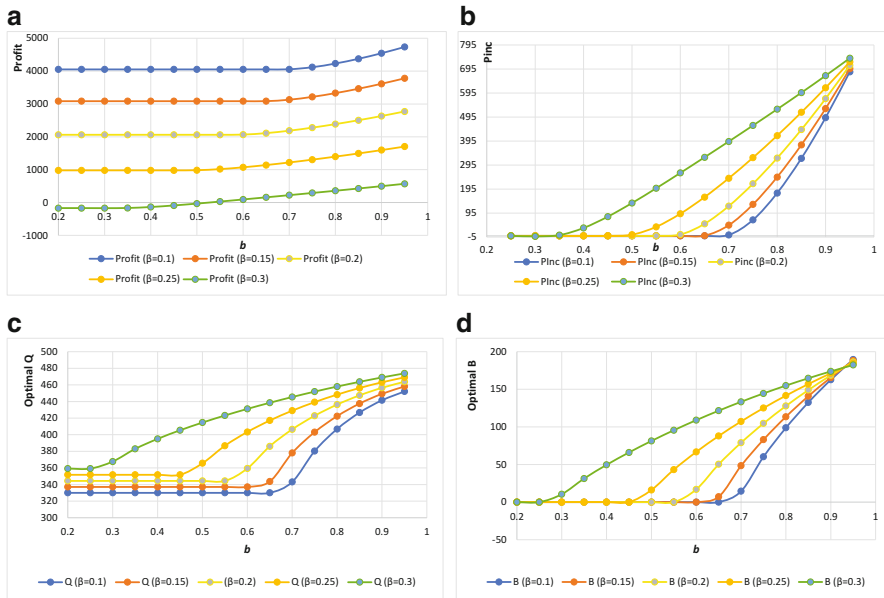 a
Profit
5000
4000
3000
2000
1000
0
-1000
0.2 0.3 0.4 0.5 0.6 0.7 0.8 0.9 1
b
Profit (β=0.1) Profit (β=0.15) Profit (β=0.2)
Profit (β=0.25) Profit (β=0.3)
b
Pinc
795
695
595
495
395
295
195
95
-5
0.2 0.3 0.4 0.5 0.6 0.7 0.8 0.9 1
b
PInc (β=0.1) PInc (β=0.15) Pinc (β=0.2)
PInc (β=0.25) PInc (β=0.3)
c
Optimal Q
500
480
460
440
420
400
380
360
340
320
300
0.2 0.3 0.4 0.5 0.6 0.7 0.8 0.9 1
b
Q (β=0.1) Q (β=0.15) (β=0.2) Q (β=0.25) Q (β=0.3)
d
Optimal B
200
150
100
50
0
-50
0.2 0.3 0.4 0.5 0.6 0.7 0.8 0.9 1
b
B (β=0.1) B (β=0.15) B (β=0.2) B (β=0.25) B (β=0.3)